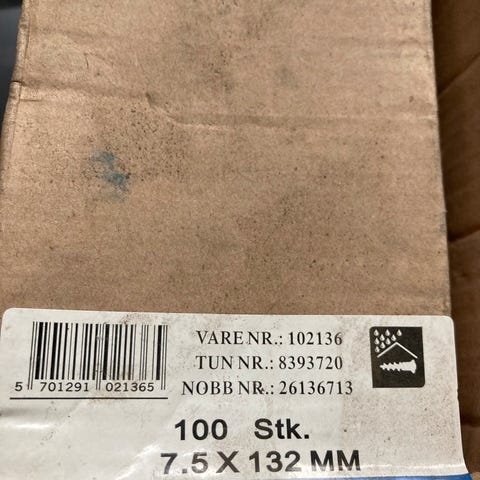 VARE NR.: 102136
TUN NR.: 8393720
NOBB NR.: 26136713
5 701291 021365
100 Stk.
7.5 X 132 MM